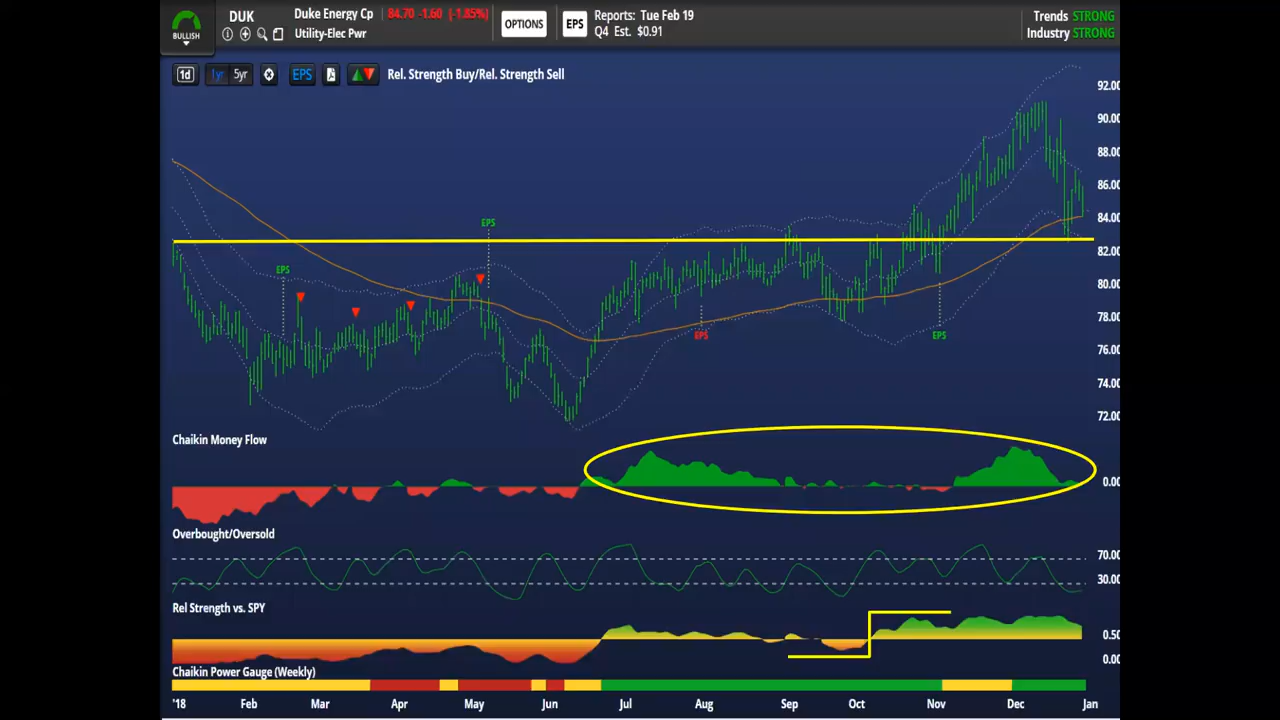 BULLISH
DUK
Duke Energy Cp
84.70 -1.60 (-1.85%)
Utility-Elec Pwr
OPTIONS
EPS
Reports: Tue Feb 19
Q4 Est. $0.91
Trends STRONG
Industry STRONG
1d
1yr 5yr
EPS
Rel. Strength Buy/Rel. Strength Sell
92.00
90.00
88.00
86.00
84.00
82.00
80.00
78.00
76.00
74.00
72.00
EPS
EPS
EPS
EPS
Chaikin Money Flow
0.00
Overbought/Oversold
70.00
30.00
Rel Strength vs. SPY
0.50
0.00
Chaikin Power Gauge (Weekly)
'18 Feb Mar Apr May Jun Jul Aug Sep Oct Nov Dec Jan